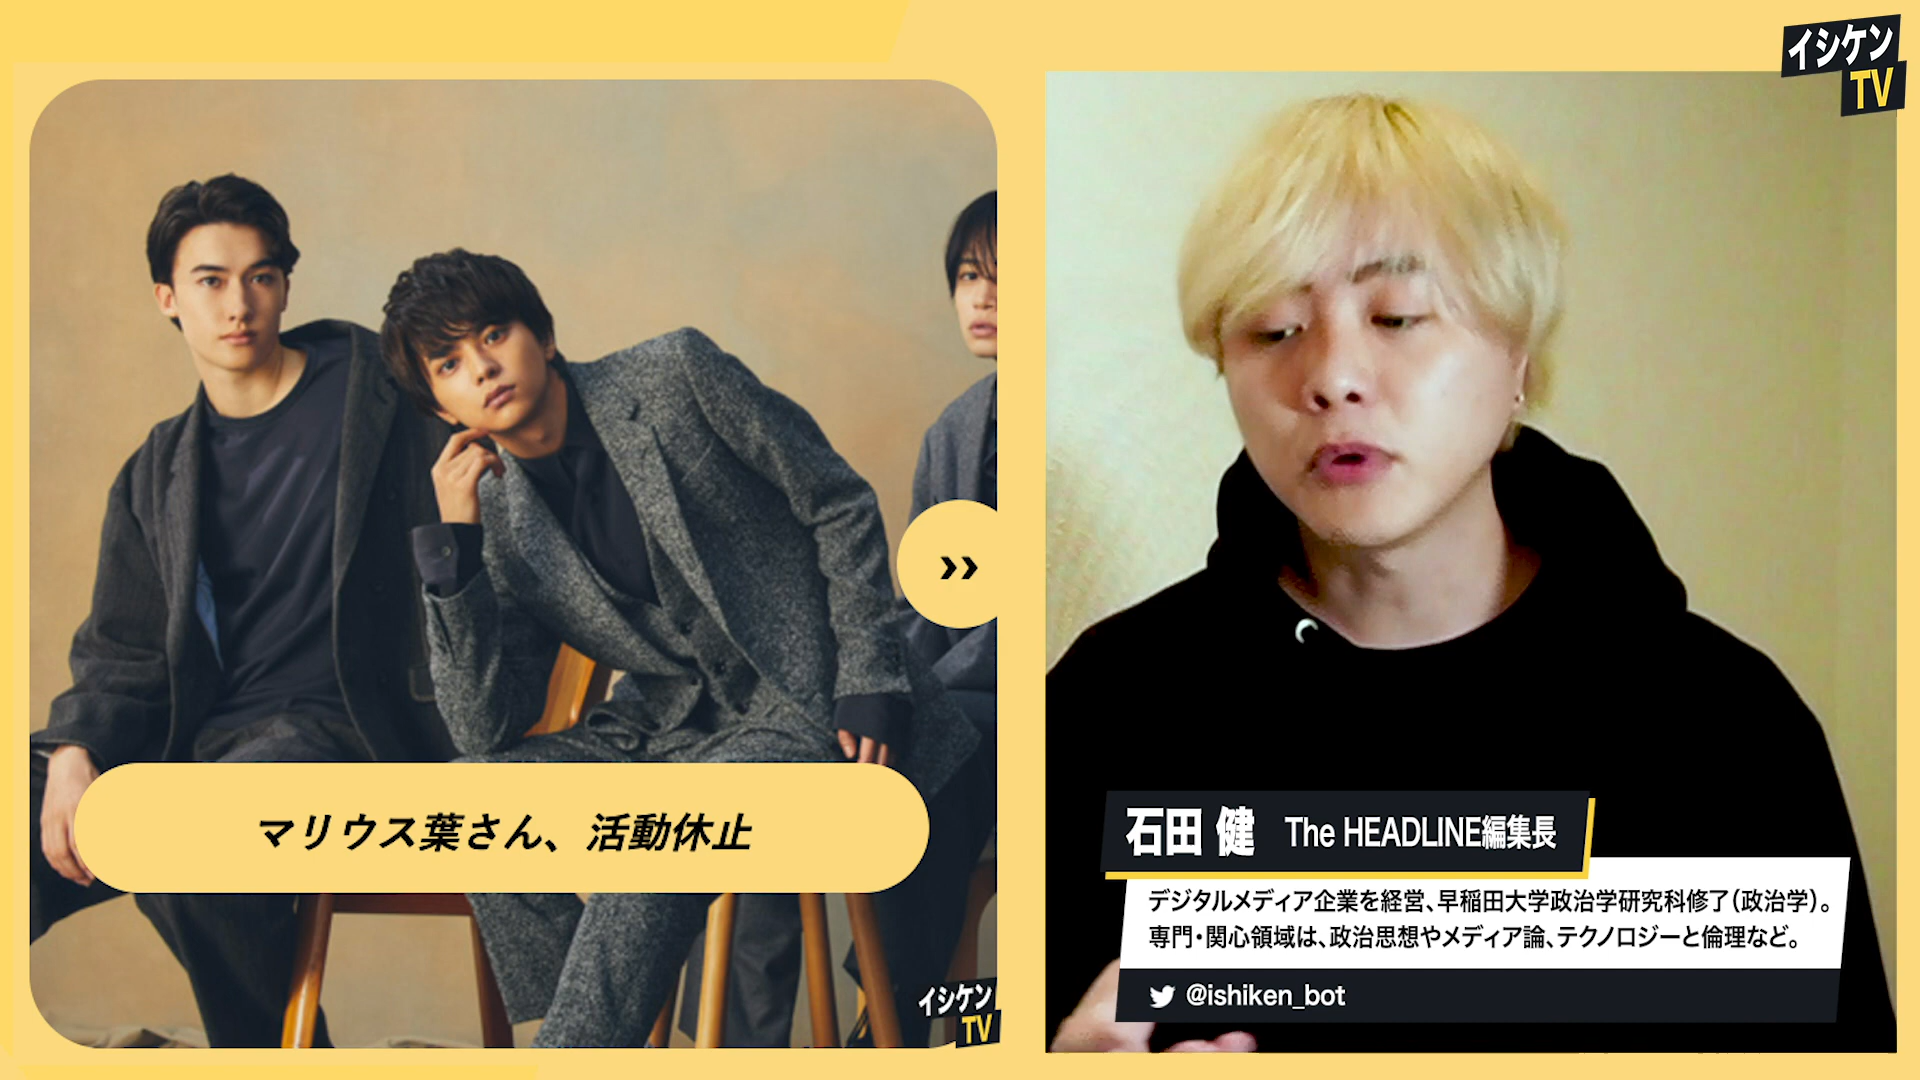 イシケン
TV
››
マリウス葉さん、活動休止
イシケン
TV
石田 健 The HEADLINE編集長
デジタルメディア企業を経営、早稲田大学政治学研究科修了（政治学）。
専門・関心領域は、政治思想やメディア論、テクノロジーと倫理など。
@ishiken_bot